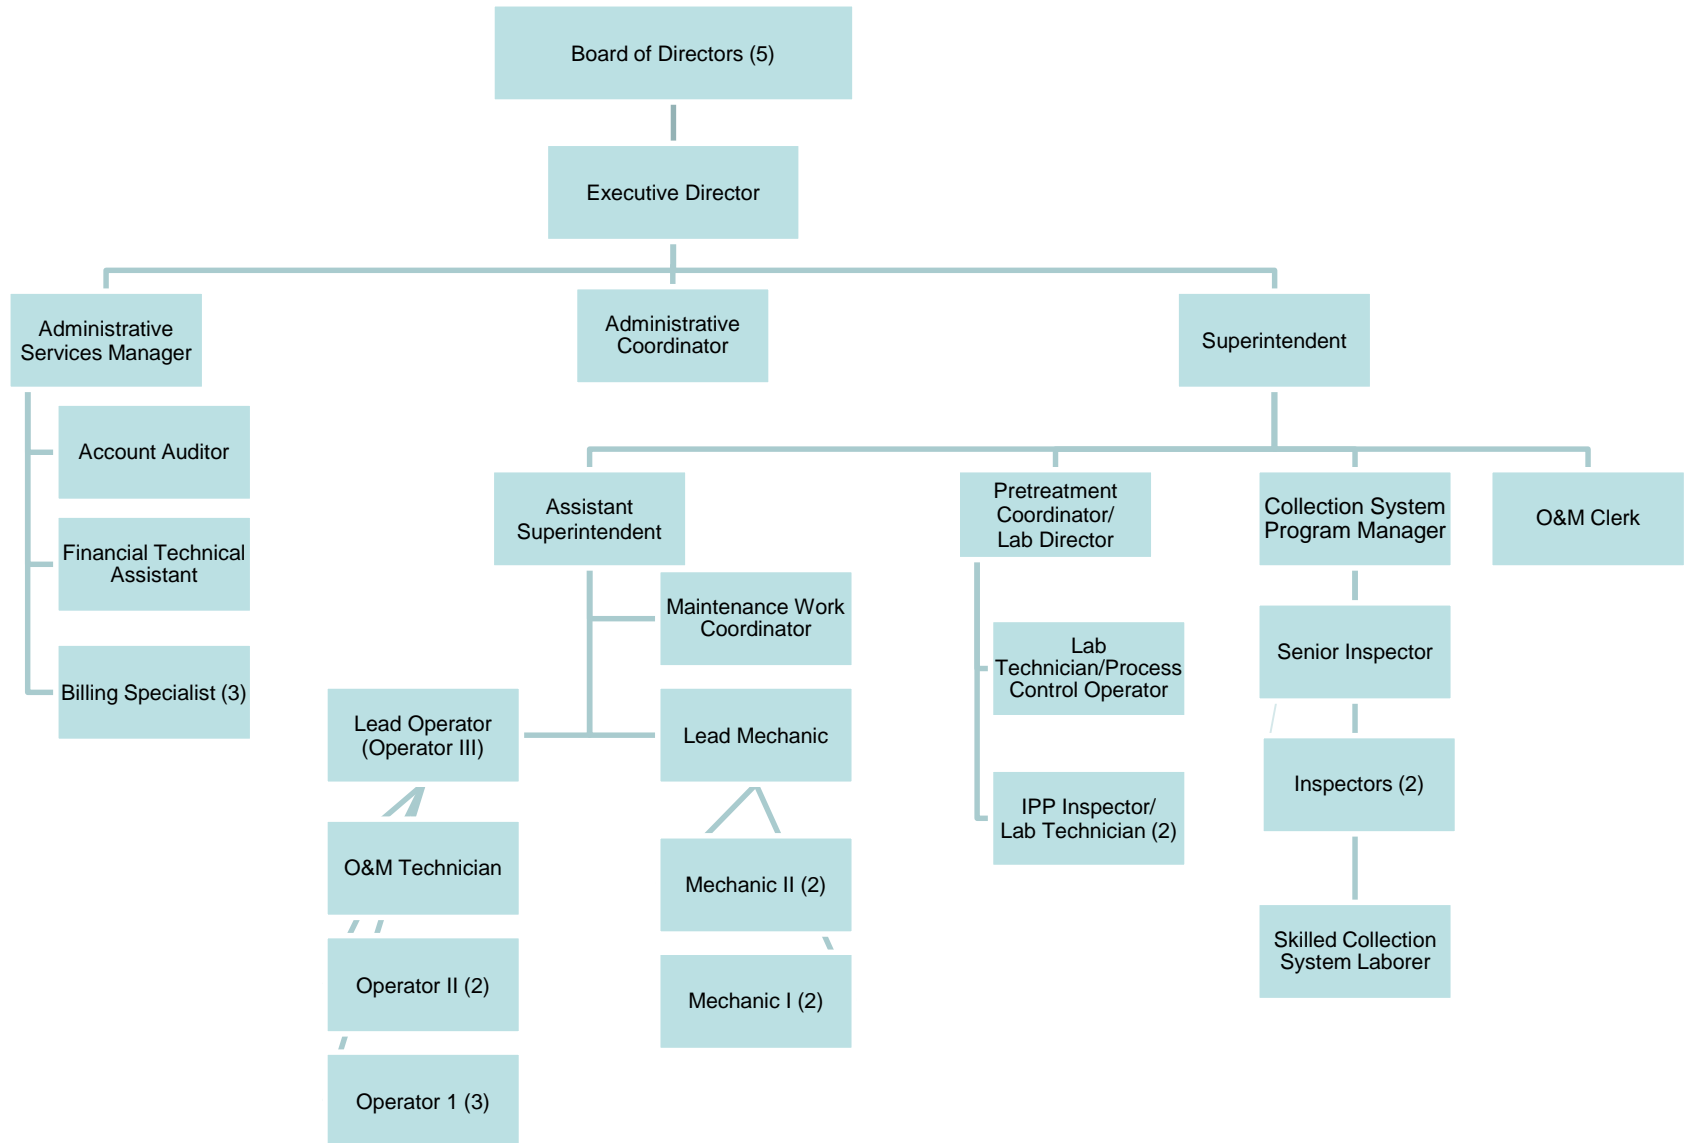 Board of Directors (5)
Executive Director
Administrative
Services Manager
Administrative
Coordinator
Superintendent
Account Auditor
Financial Technical
Assistant
Billing Specialist (3)
Assistant
Superintendent
Pretreatment
Coordinator/
Lab Director
Collection System
Program Manager
O&M Clerk
Maintenance Work
Coordinator
Lead Operator
(Operator III)
Lead Mechanic
O&M Technician
Operator II (2)
Operator 1 (3)
Mechanic II (2)
Mechanic I (2)
Lab
Technician/Process
Control Operator
IPP Inspector/
Lab Technician (2)
Senior Inspector
Inspectors (2)
Skilled Collection
System Laborer